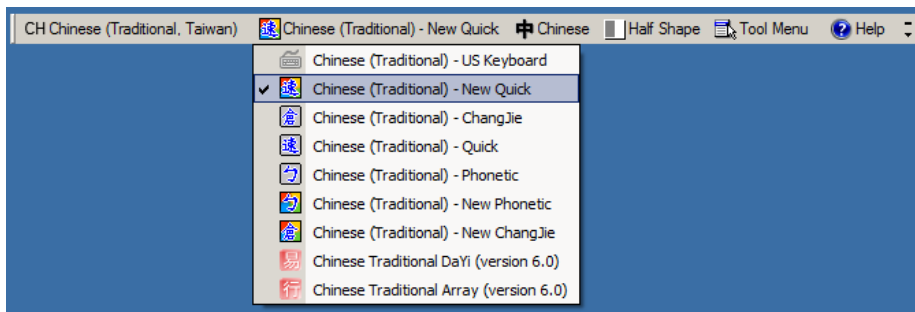 CH Chinese (Traditional, Taiwan) 速 Chinese (Traditional) - New Quick 中 Chinese Half Shape Tool Menu ? Help
Chinese (Traditional) - US Keyboard
速 Chinese (Traditional) - New Quick
倉 Chinese (Traditional) - ChangJie
速 Chinese (Traditional) - Quick
ㄅ Chinese (Traditional) - Phonetic
ㄅ Chinese (Traditional) - New Phonetic
倉 Chinese (Traditional) - New ChangJie
易 Chinese Traditional DaYi (version 6.0)
行 Chinese Traditional Array (version 6.0)